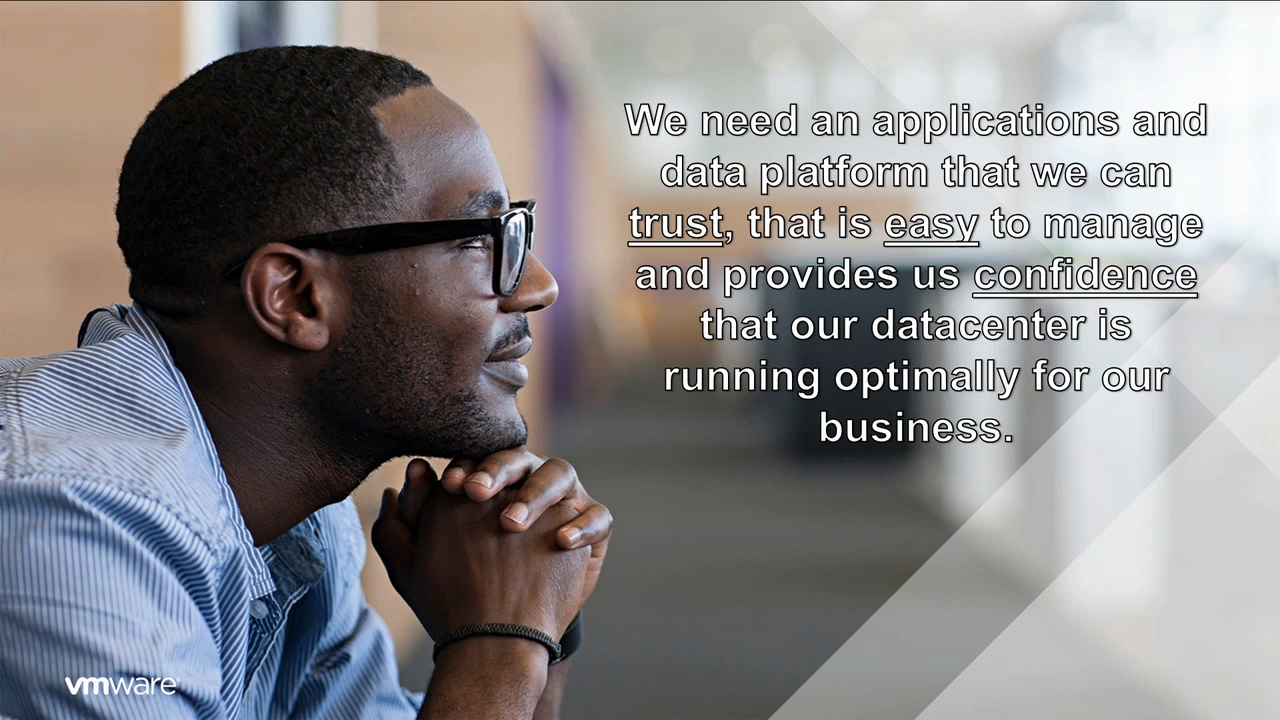 We need an applications and
data platform that we can
trust, that is easy to manage
and provides us confidence
that our datacenter is
running optimally for our
business.
vmware